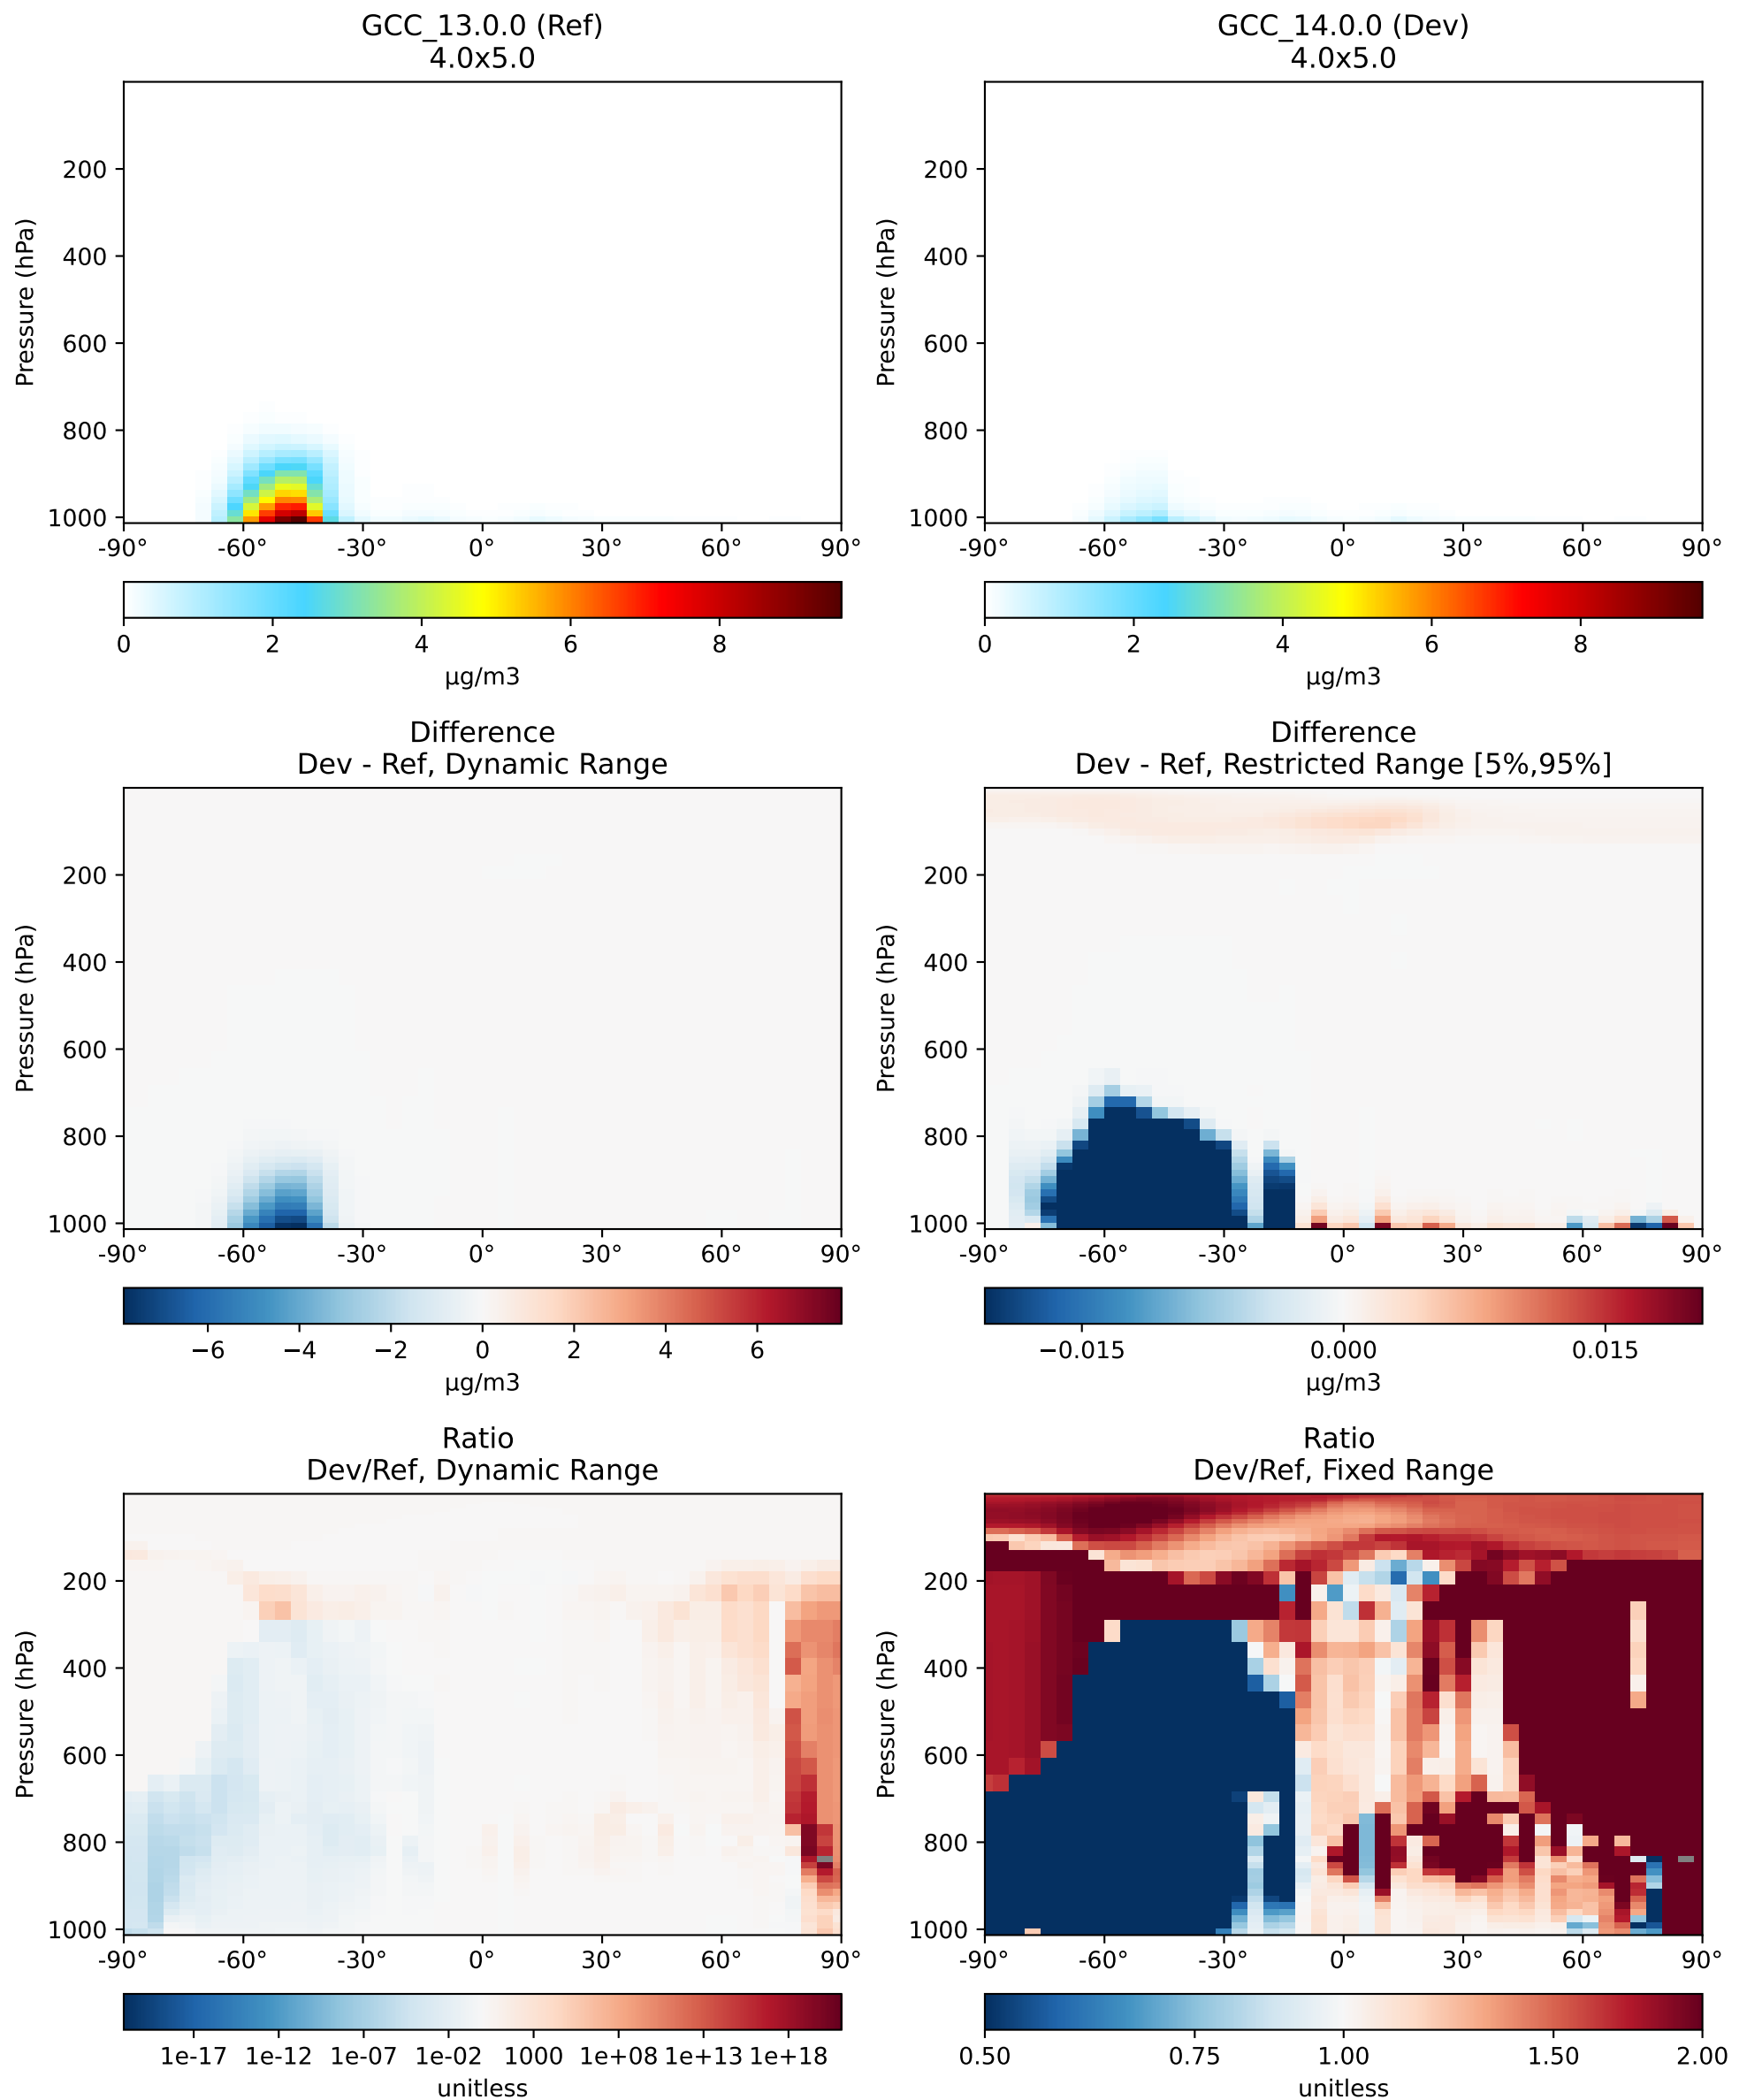 GCC_13.0.0 (Ref)
4.0x5.0
GCC_14.0.0 (Dev)
4.0x5.0
Pressure (hPa)
200
400
600
800
1000
-90° -60° -30° 0° 30° 60° 90°
0 2 4 6 8
µg/m3
Pressure (hPa)
200
400
600
800
1000
-90° -60° -30° 0° 30° 60° 90°
0 2 4 6 8
µg/m3
Difference
Dev - Ref, Dynamic Range
Difference
Dev - Ref, Restricted Range [5%,95%]
Pressure (hPa)
200
400
600
800
1000
-90° -60° -30° 0° 30° 60° 90°
−6 −4 −2 0 2 4 6
µg/m3
Pressure (hPa)
200
400
600
800
1000
-90° -60° -30° 0° 30° 60° 90°
−0.015 0.000 0.015
µg/m3
Ratio
Dev/Ref, Dynamic Range
Ratio
Dev/Ref, Fixed Range
Pressure (hPa)
200
400
600
800
1000
-90° -60° -30° 0° 30° 60° 90°
1e-17 1e-12 1e-07 1e-02 1000 1e+08 1e+13 1e+18
unitless
Pressure (hPa)
200
400
600
800
1000
-90° -60° -30° 0° 30° 60° 90°
0.50 0.75 1.00 1.50 2.00
unitless